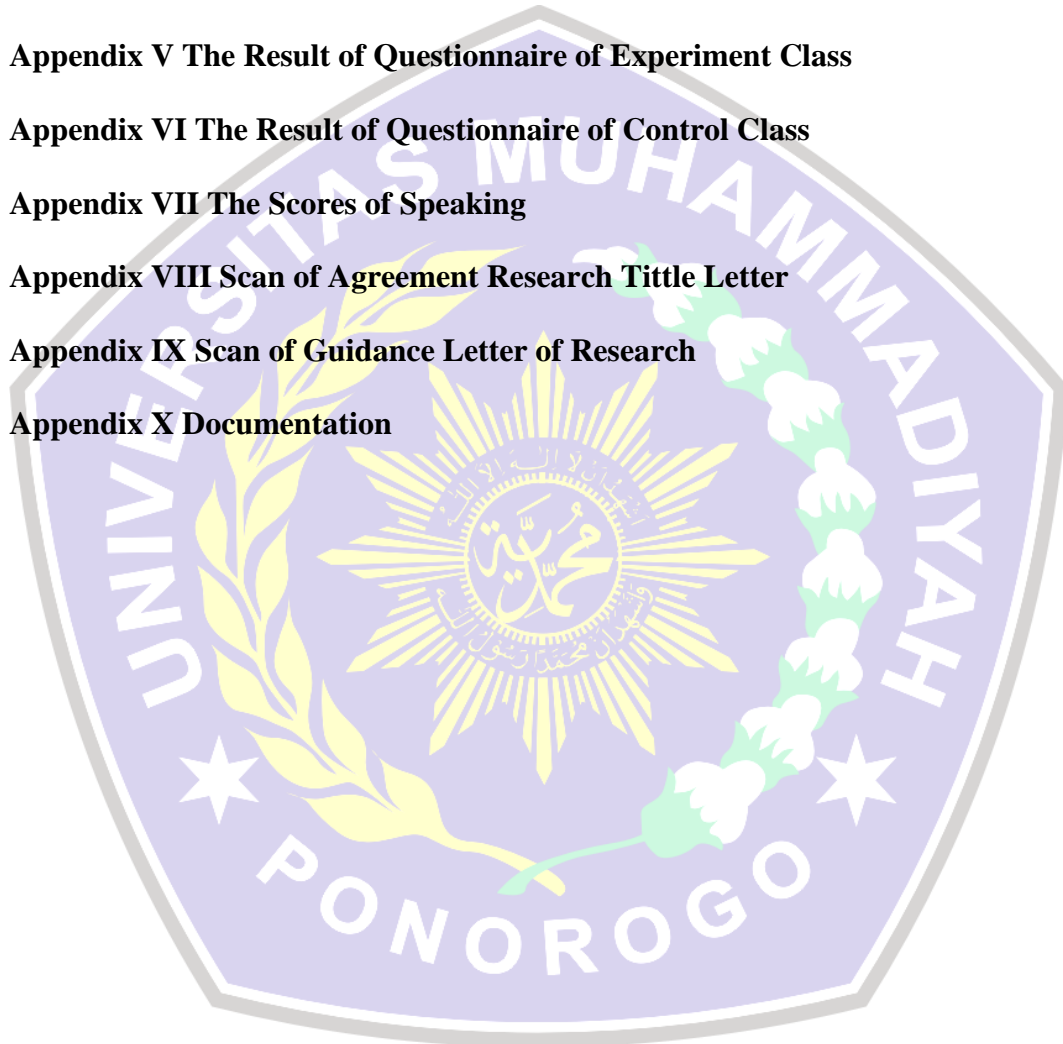 Appendix V The Result of Questionnaire of Experiment Class
Appendix VI The Result of Questionnaire of Control Class
Appendix VII The Scores of Speaking
Appendix VIII Scan of Agreement Research Tittle Letter
Appendix IX Scan of Guidance Letter of Research
Appendix X Documentation
UNIVERSITAS MUHAMMADIYAH
PONOROGO
محمدية